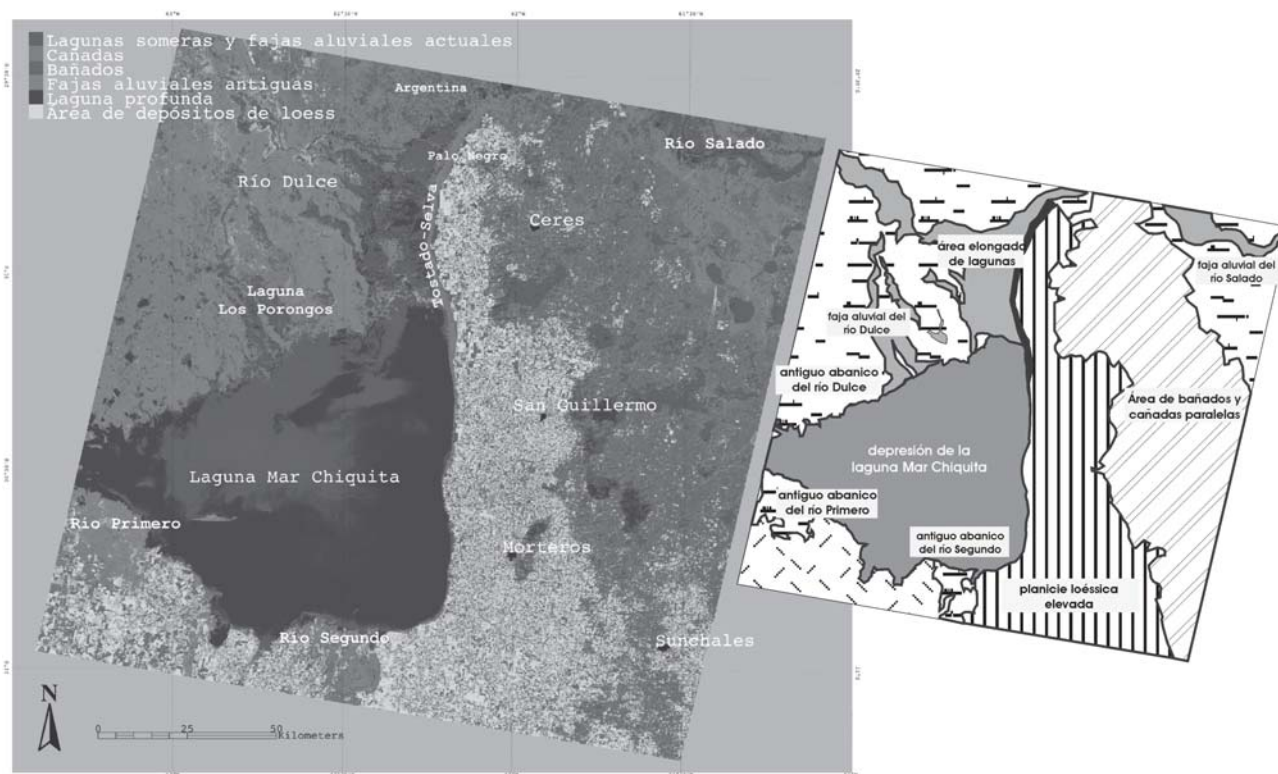 Lagunas someras y fajas aluviales actuales
Cañadas
Bañados
Fajas aluviales antiguas
Laguna profunda
Área de depósitos de loess
Argentina
Río Salado
Palo Negro
Río Dulce
Tostado-Selva
Ceres
Laguna
Los Porongos
San Guillermo
Laguna Mar Chiquita
Río Primero
Morteros
Río Segundo
Sunchales
N
0
25
50
Kilometers
área elongada
de lagunas
faja aluvial del
río Salado
faja aluvial del
río Dulce
antiguo abanico
del río Dulce
Área de bañados y
cañadas paralelas
depresión de la
laguna Mar Chiquita
antiguo abanico
del río Primero
antiguo abanico
del río Segundo
planicie loéssica
elevada